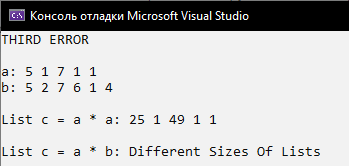 Консоль отладки Microsoft Visual Studio
THIRD ERROR
a: 5 1 7 1 1
b: 5 2 7 6 1 4
List c = a * a: 25 1 49 1 1
List c = a * b: Different Sizes Of Lists